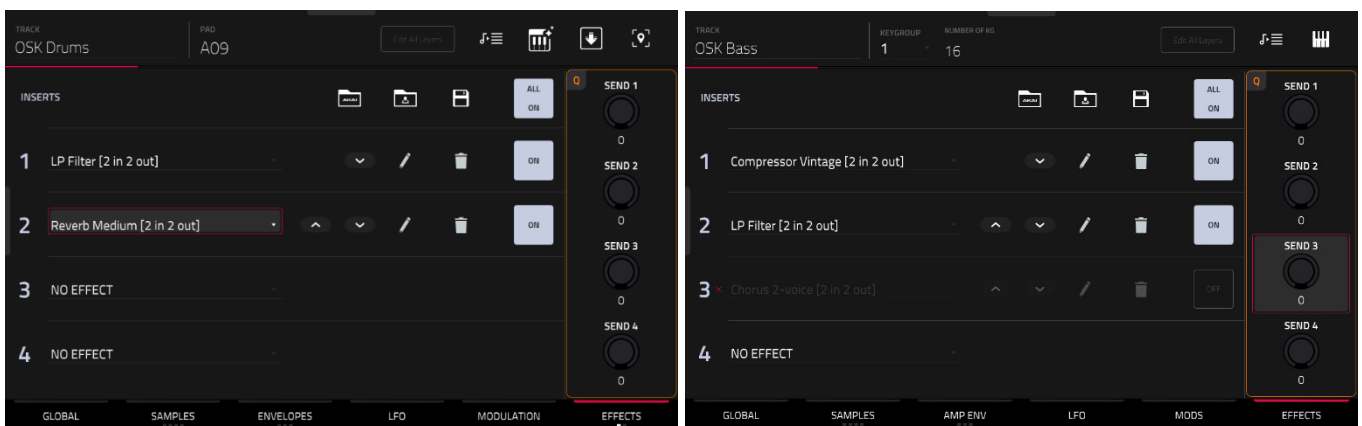 TRACK
OSK Drums
PAD
A09
Edit All Layers
INSERTS
AKAI
ALL
ON
1 LP Filter [2 in 2 out] ON
2 Reverb Medium [2 in 2 out] ON
3 NO EFFECT
4 NO EFFECT
Q
SEND 1
0
SEND 2
0
SEND 3
0
SEND 4
0
GLOBAL SAMPLES ENVELOPES LFO MODULATION EFFECTS
TRACK
OSK Bass
KEYGROUP
1
NUMBER OF KG
16
Edit All Layers
INSERTS
AKAI
ALL
ON
1 Compressor Vintage [2 in 2 out] ON
2 LP Filter [2 in 2 out] ON
3 × Chorus 2-voice [2 in 2 out] OFF
4 NO EFFECT
Q
SEND 1
0
SEND 2
0
SEND 3
0
SEND 4
0
GLOBAL SAMPLES AMP ENV LFO MODS EFFECTS